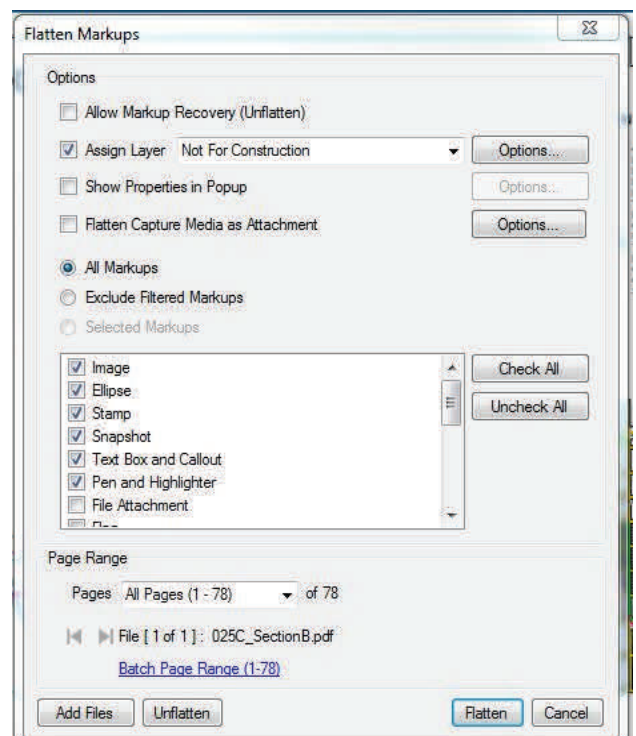 Flatten Markups
Options
Allow Markup Recovery (Unflatten)
Assign Layer Not For Construction Options...
Show Properties in Popup Options...
Flatten Capture Media as Attachment Options...
All Markups
Exclude Filtered Markups
Selected Markups
Image Check All
Ellipse
Stamp Uncheck All
Snapshot
Text Box and Callout
Pen and Highlighter
File Attachment
Page Range
Pages All Pages (1 - 78) of 78
File [ 1 of 1 ] : 025C_SectionB.pdf
Batch Page Range (1-78)
Add Files Unflatten Flatten Cancel